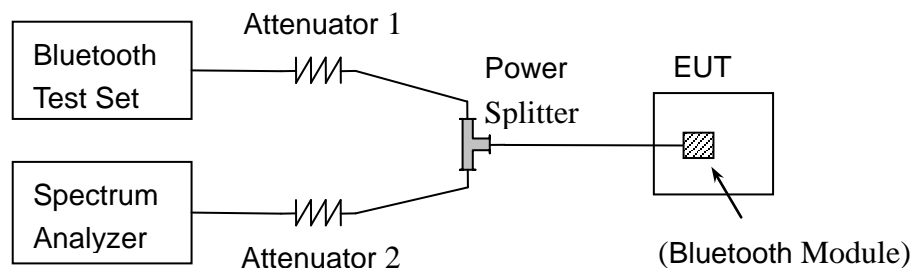 Attenuator 1
Bluetooth
Test Set
Power
Splitter
EUT
Spectrum
Analyzer
Attenuator 2
(Bluetooth Module)